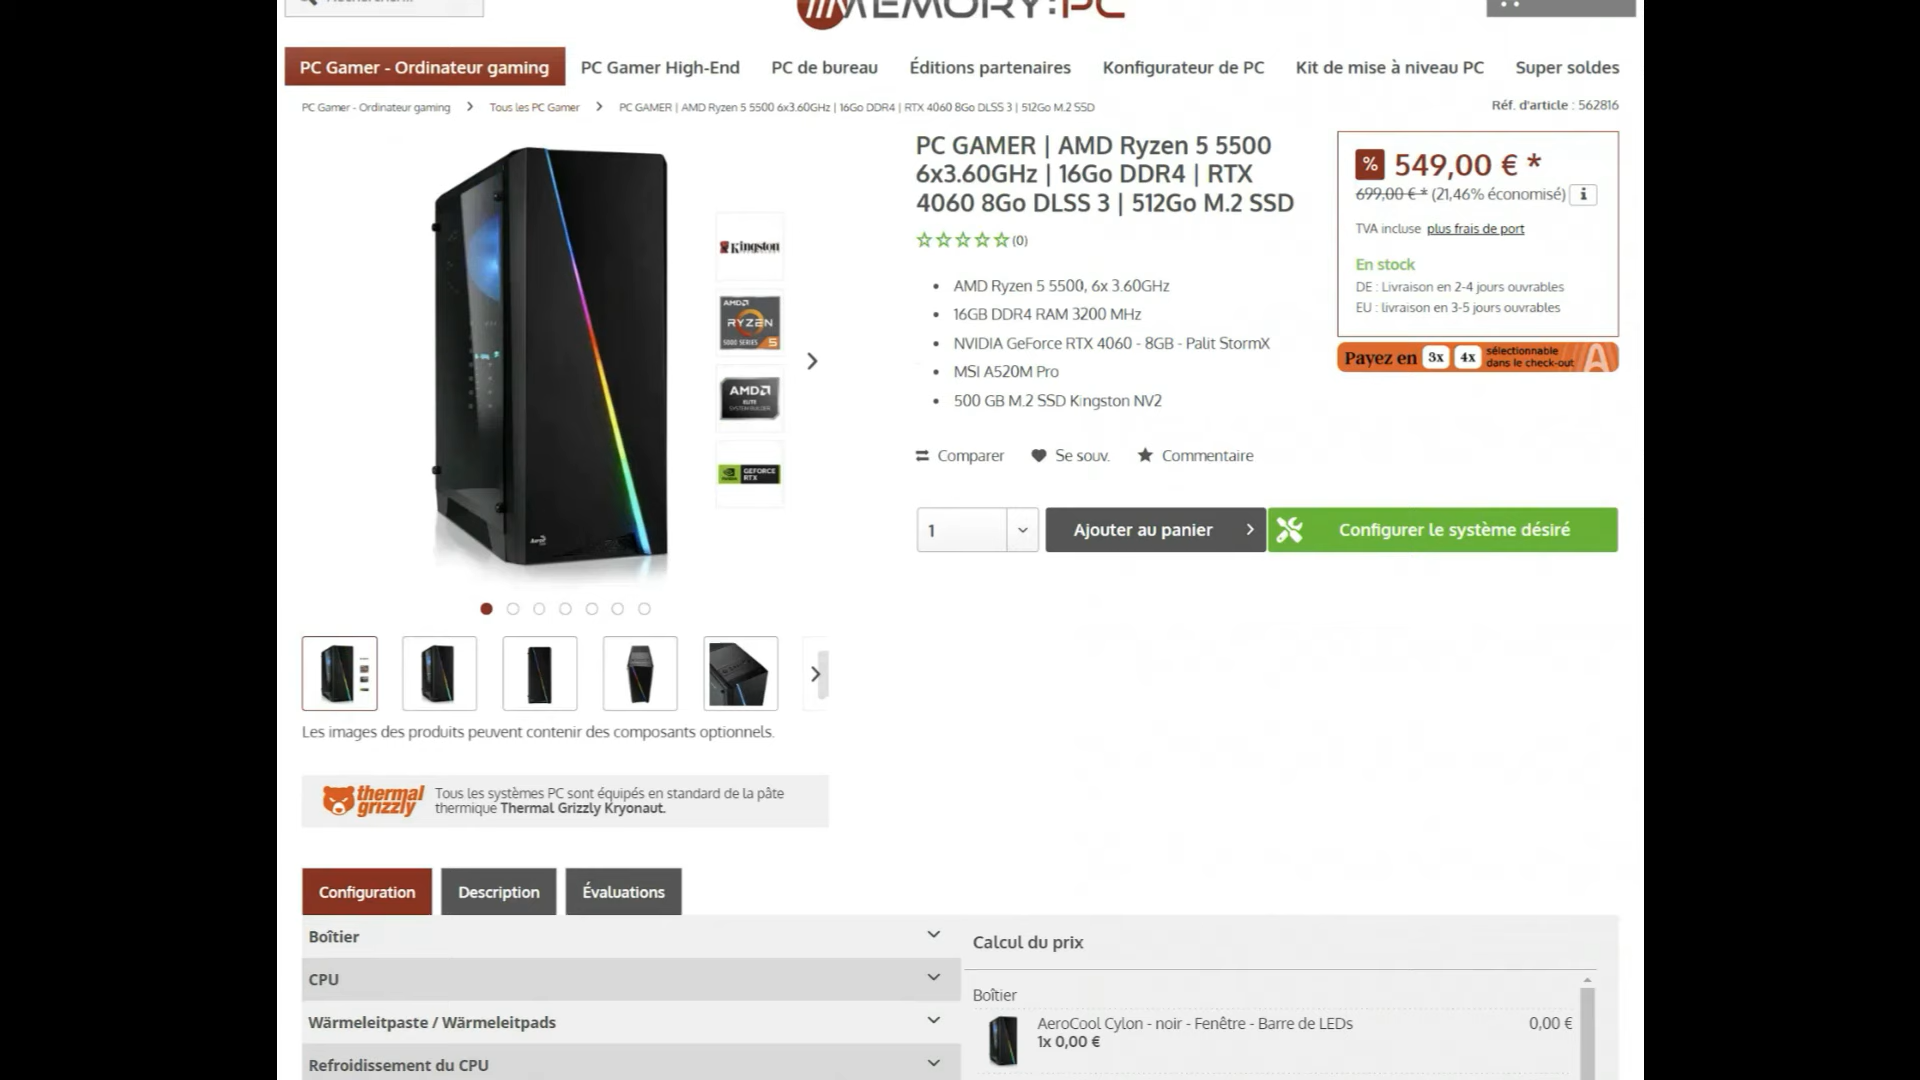 MEMORY:PC
PC Gamer - Ordinateur gaming
PC Gamer High-End
PC de bureau
Éditions partenaires
Konfigurateur de PC
Kit de mise à niveau PC
Super soldes
PC Gamer - Ordinateur gaming > Tous les PC Gamer > PC GAMER | AMD Ryzen 5 5500 6x3.60GHz | 16Go DDR4 | RTX 4060 8Go DLSS 3 | 512Go M.2 SSD
Réf. d'article : 562816
PC GAMER | AMD Ryzen 5 5500
6x3.60GHz | 16Go DDR4 | RTX
4060 8Go DLSS 3 | 512Go M.2 SSD
(0)
AMD Ryzen 5 5500, 6x 3.60GHz
16GB DDR4 RAM 3200 MHz
NVIDIA GeForce RTX 4060 - 8GB - Palit StormX
MSI A520M Pro
500 GB M.2 SSD Kingston NV2
Comparer
Se souv.
Commentaire
1
Ajouter au panier
Configurer le système désiré
% 549,00 € *
699,00 € * (21,46% économisé) i
TVA incluse plus frais de port
En stock
DE : Livraison en 2-4 jours ouvrables
EU : livraison en 3-5 jours ouvrables
Payez en 3x 4x sélectionnable
dans le check-out
Kingston
AMD
RYZEN
5000 SERIES 5
AMD
ELITE
NVIDIA GEFORCE
RTX
Les images des produits peuvent contenir des composants optionnels.
thermal
grizzly
Tous les systèmes PC sont équipés en standard de la pâte
thermique Thermal Grizzly Kryonaut.
Configuration
Description
Évaluations
Boîtier
CPU
Wärmeleitpaste / Wärmeleitpads
Refroidissement du CPU
Calcul du prix
Boîtier
AeroCool Cylon - noir - Fenêtre - Barre de LEDs
0,00 €
1x 0,00 €